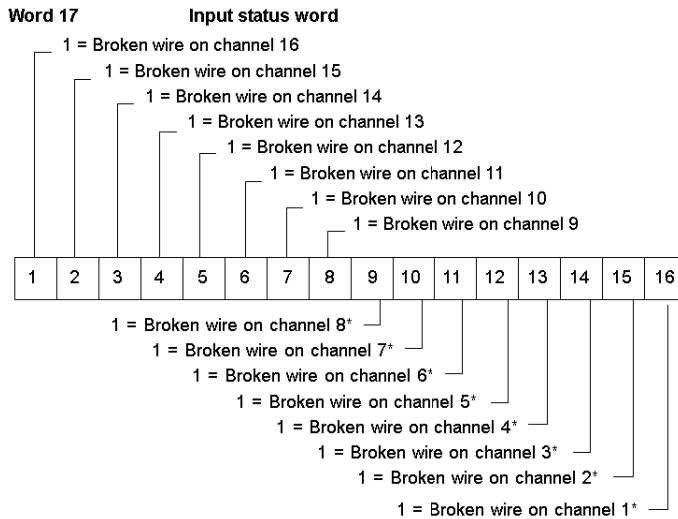 Word 17 Input status word
1 = Broken wire on channel 16
1 = Broken wire on channel 15
1 = Broken wire on channel 14
1 = Broken wire on channel 13
1 = Broken wire on channel 12
1 = Broken wire on channel 11
1 = Broken wire on channel 10
1 = Broken wire on channel 9
1 2 3 4 5 6 7 8 9 10 11 12 13 14 15 16
1 = Broken wire on channel 8*
1 = Broken wire on channel 7*
1 = Broken wire on channel 6*
1 = Broken wire on channel 5*
1 = Broken wire on channel 4*
1 = Broken wire on channel 3*
1 = Broken wire on channel 2*
1 = Broken wire on channel 1*